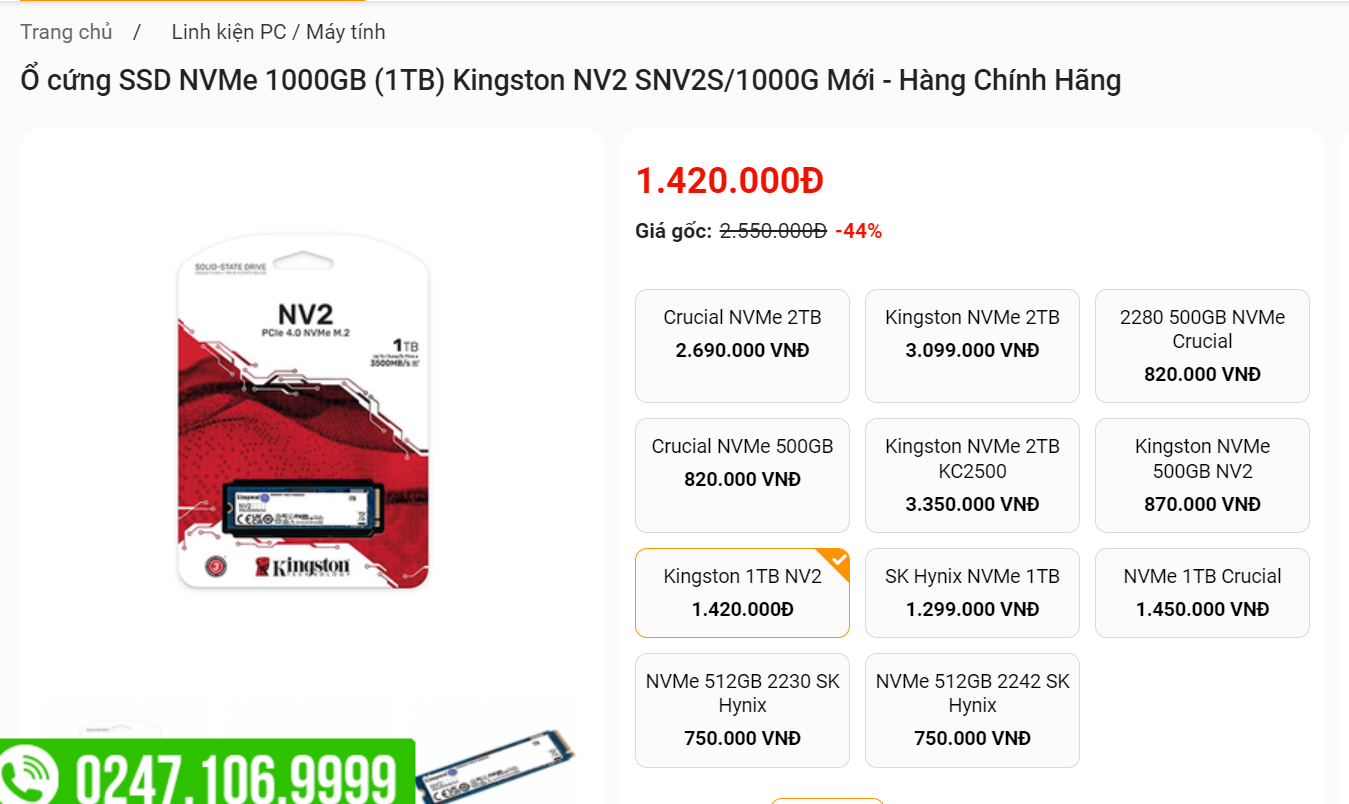 Trang chủ / Linh kiện PC / Máy tính
Ổ cứng SSD NVMe 1000GB (1TB) Kingston NV2 SNV2S/1000G Mới - Hàng Chính Hãng
SOLID-STATE DRIVE
NV2
PCIe 4.0 NVMe M.2
1TB
3500MB/s
Kingston
TECHNOLOGY
0247.106.9999
1.420.000Đ
Giá gốc: 2.550.000Đ -44%
Crucial NVMe 2TB
2.690.000 VNĐ
Kingston NVMe 2TB
3.099.000 VNĐ
2280 500GB NVMe
Crucial
820.000 VNĐ
Crucial NVMe 500GB
820.000 VNĐ
Kingston NVMe 2TB
KC2500
3.350.000 VNĐ
Kingston NVMe
500GB NV2
870.000 VNĐ
Kingston 1TB NV2
1.420.000Đ
SK Hynix NVMe 1TB
1.299.000 VNĐ
NVMe 1TB Crucial
1.450.000 VNĐ
NVMe 512GB 2230 SK
Hynix
750.000 VNĐ
NVMe 512GB 2242 SK
Hynix
750.000 VNĐ